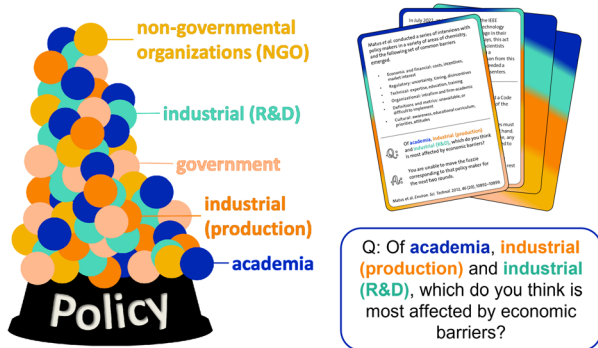 non-governmental
organizations (NGO)
industrial (R&D)
government
industrial
(production)
academia
Policy
In July 2022,
the IEEE
Matus et al. conducted a series of interviews with
policy makers in a variety of areas of chemistry,
and the following set of common barriers
emerged.
• Economic and financial: costs, intention,
market interest
• Regulatory: uncertainty, timing, disincentives
• Technical: expertise, education, training
• Organizational:
• Definitions and metrics: unavailable, or
difficult to implement
• Cultural: awareness, educational curriculum,
priorities, attitudes
Q: Of academia, industrial (production)
and industrial (R&D), which do you think
is most affected by economic barriers?
You are unable to move the fuzzie
corresponding to that policy maker for
the next two rounds.
Matus et al. Environ. Sci. Technol. 2012, 46 (20), 10892–10899.
Q: Of academia, industrial
(production) and industrial
(R&D), which do you think is
most affected by economic
barriers?